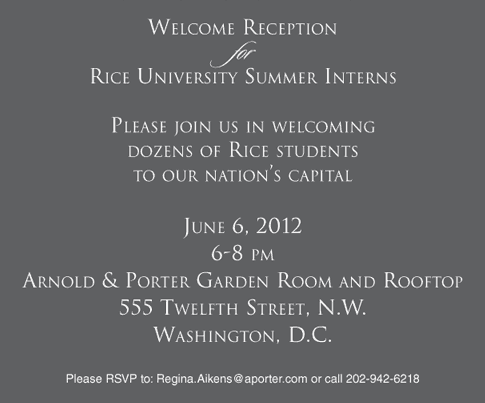 Welcome Reception
for
Rice University Summer Interns
Please join us in welcoming
dozens of Rice students
to our nation's capital
June 6, 2012
6-8 pm
Arnold & Porter Garden Room and Rooftop
555 Twelfth Street, N.W.
Washington, D.C.
Please RSVP to: Regina.Aikens@aporter.com or call 202-942-6218